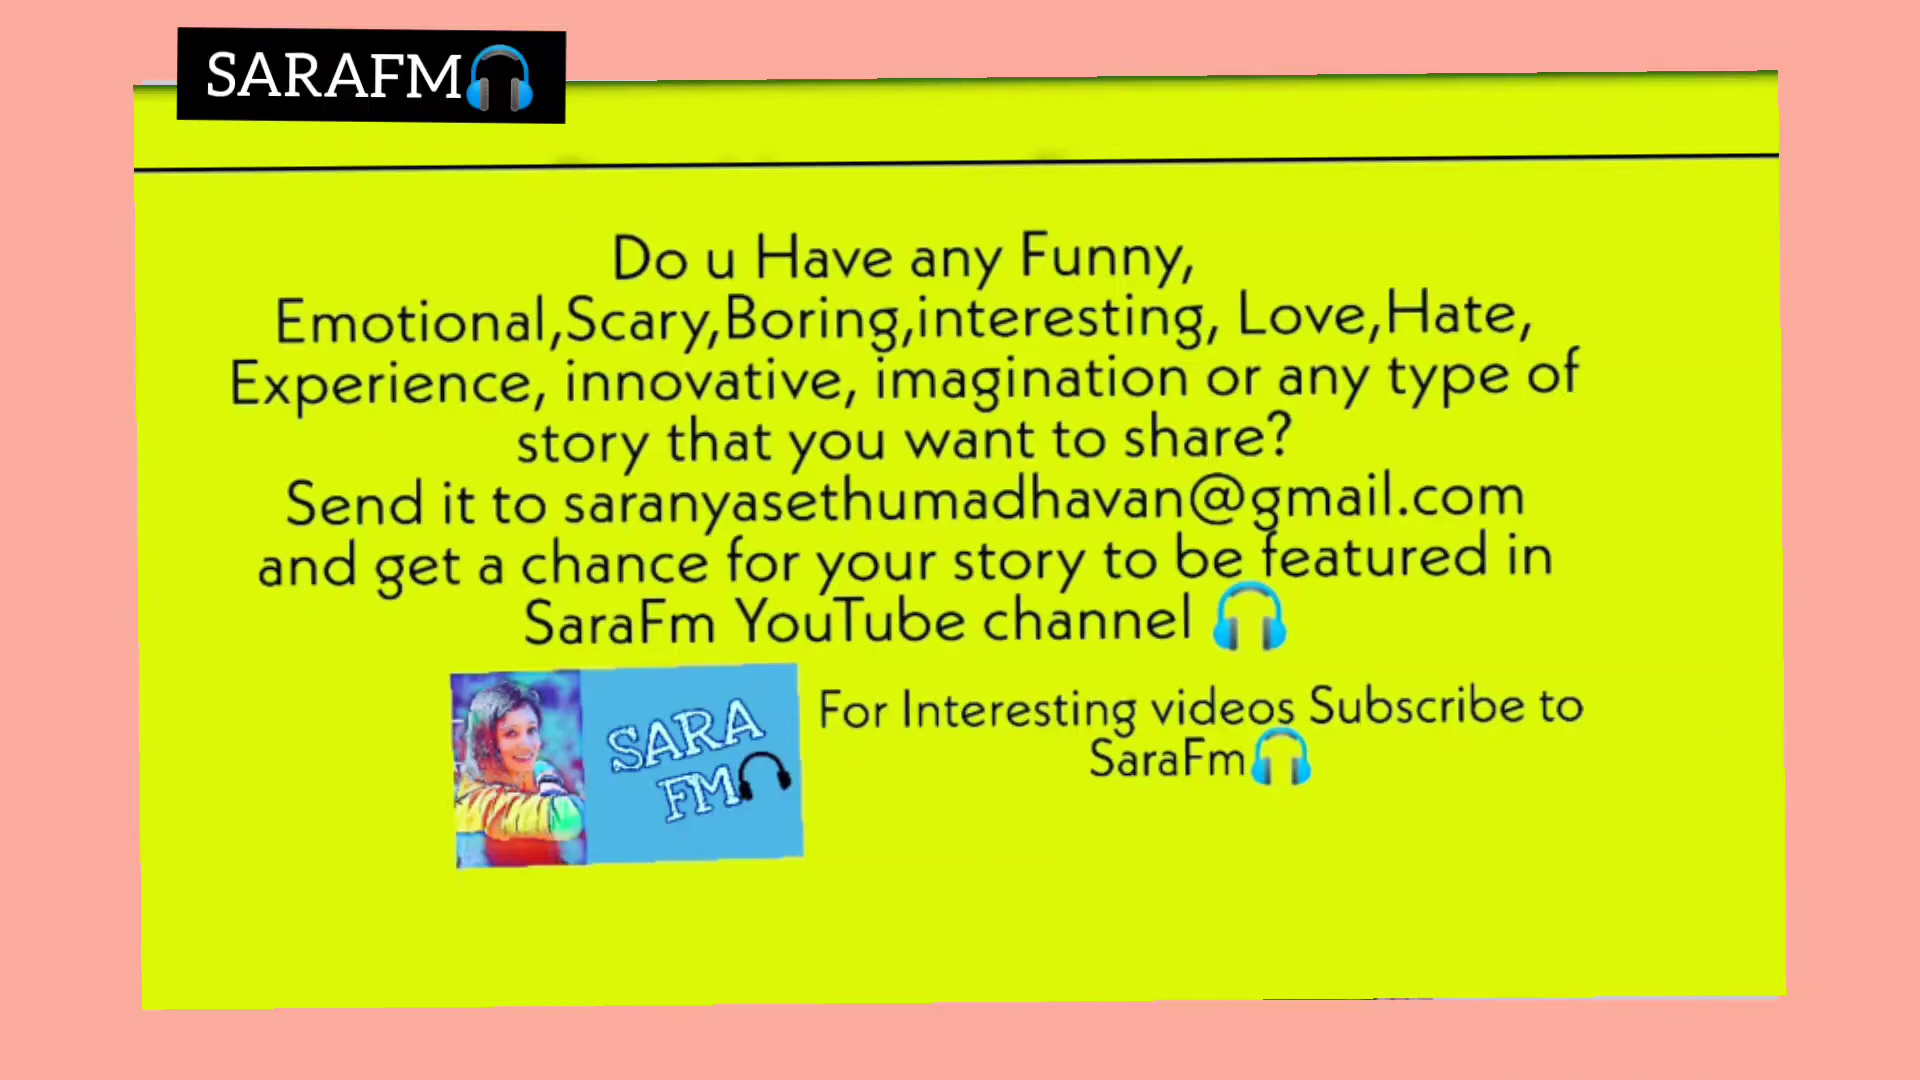 SARAFM🎧
Do u Have any Funny,
Emotional,Scary,Boring,interesting, Love,Hate,
Experience, innovative, imagination or any type of
story that you want to share?
Send it to saranyasethumadhavan@gmail.com
and get a chance for your story to be featured in
SaraFm YouTube channel 🎧
SARA
FM🎧
For Interesting videos Subscribe to
SaraFm🎧